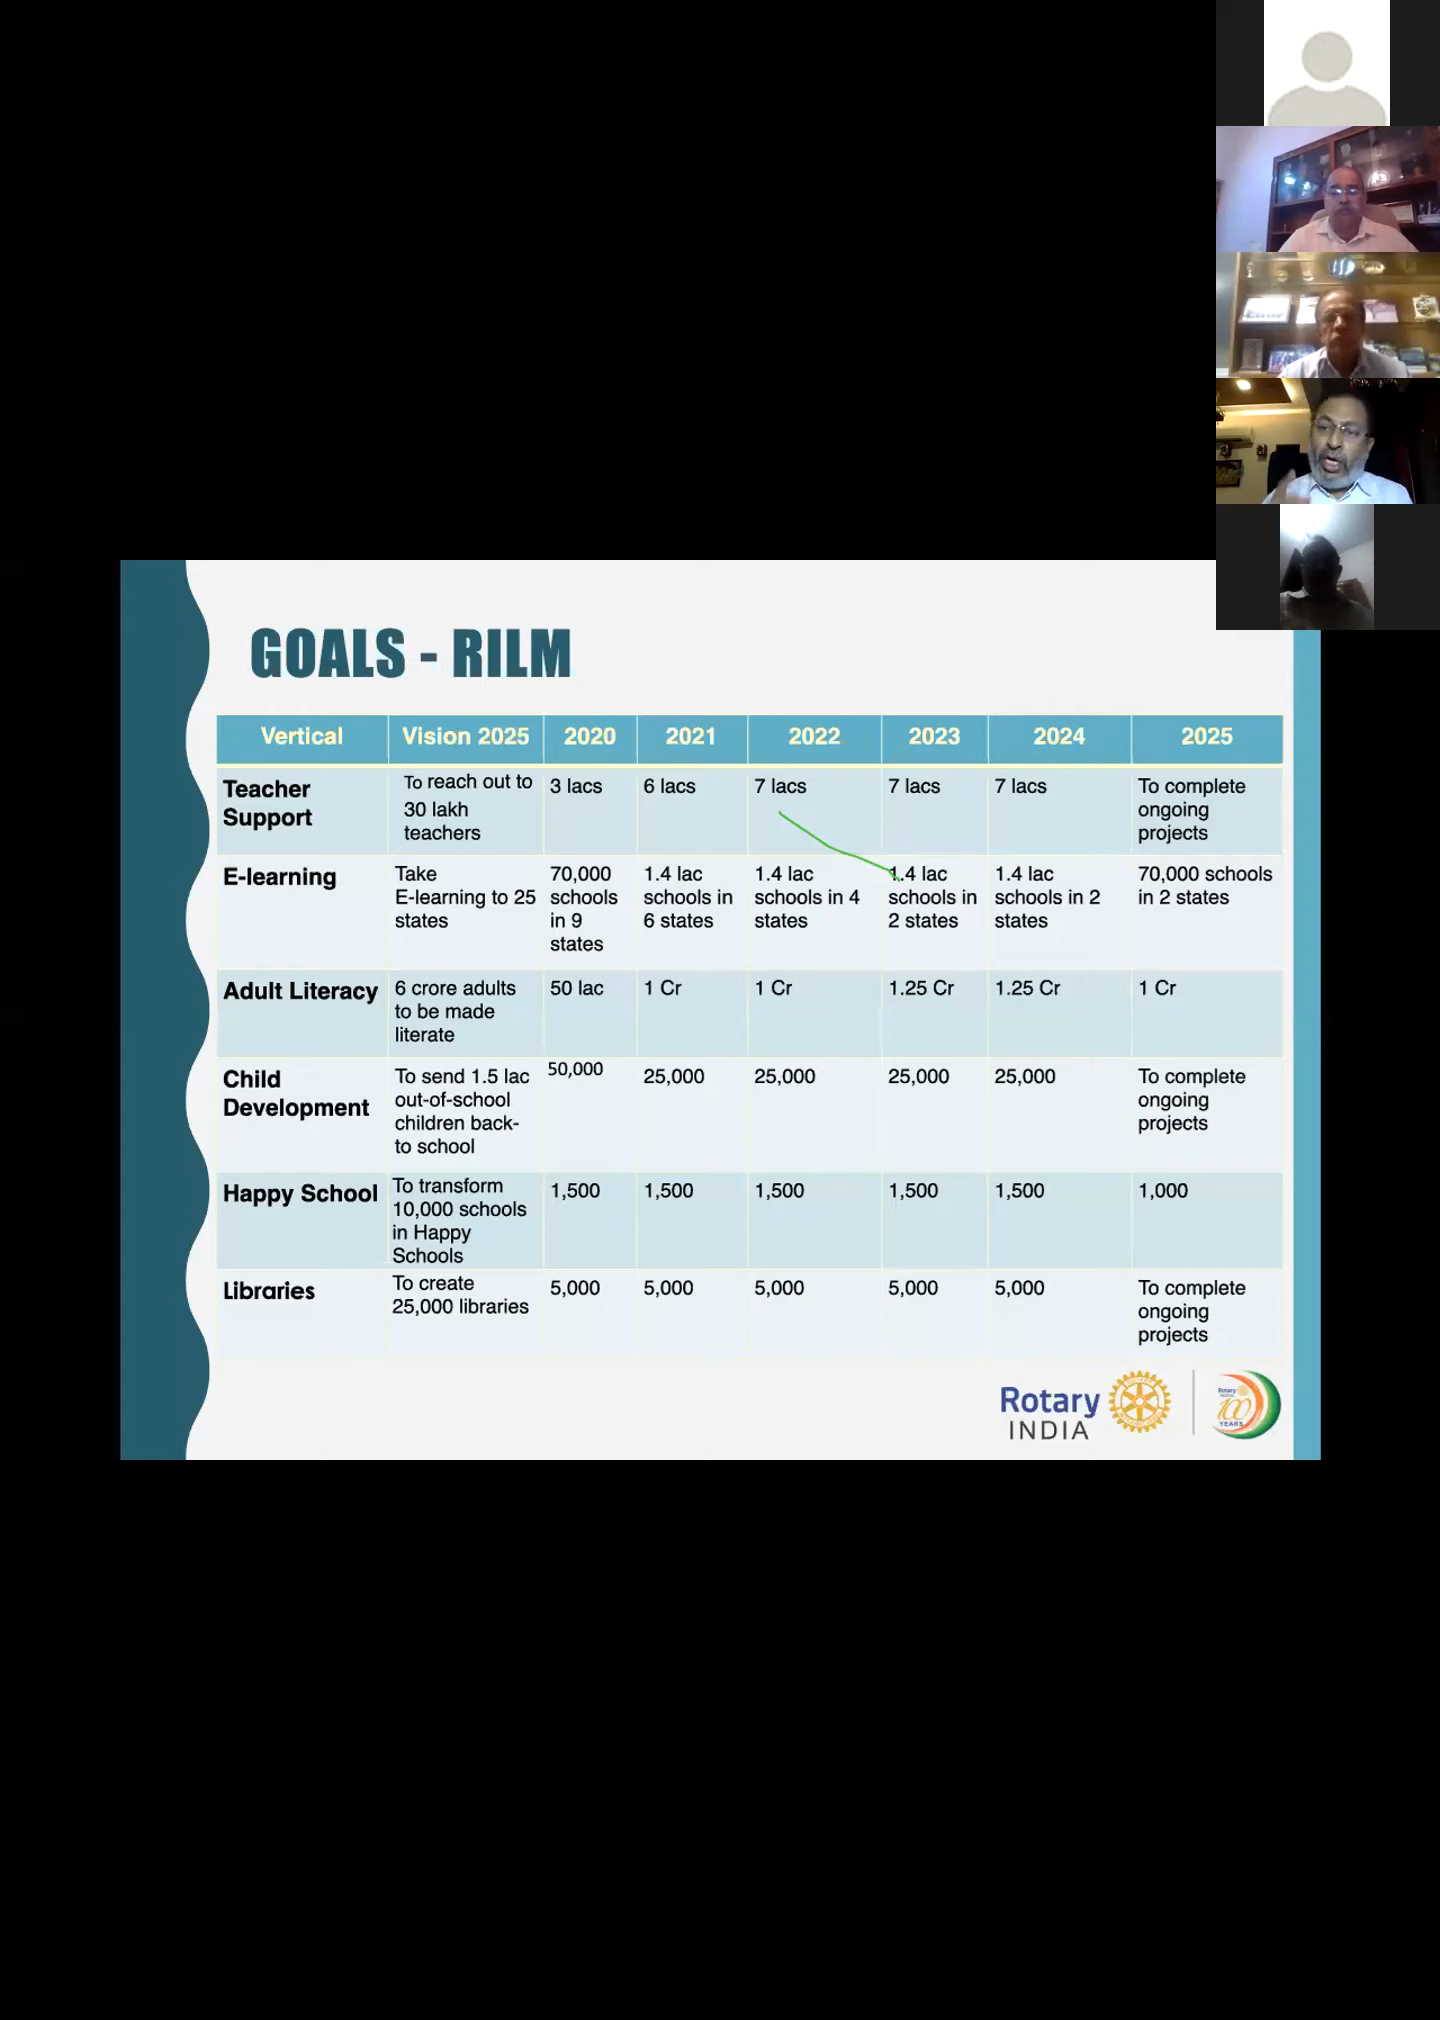 GOALS - RILM
Vertical Vision 2025 2020 2021 2022 2023 2024 2025
Teacher
Support
To reach out to
30 lakh
teachers
3 lacs
6 lacs
7 lacs
7 lacs
7 lacs
To complete
ongoing
projects
E-learning
Take
E-learning to 25
states
70,000
schools
in 9
states
1.4 lac
schools in
6 states
1.4 lac
schools in 4
states
1.4 lac
schools in
2 states
1.4 lac
schools in 2
states
70,000 schools
in 2 states
Adult Literacy
6 crore adults
to be made
literate
50 lac
1 Cr
1 Cr
1.25 Cr
1.25 Cr
1 Cr
Child
Development
To send 1.5 lac
out-of-school
children back-
to school
50,000
25,000
25,000
25,000
25,000
To complete
ongoing
projects
Happy School
To transform
10,000 schools
in Happy
Schools
1,500
1,500
1,500
1,500
1,500
1,000
Libraries
To create
25,000 libraries
5,000
5,000
5,000
5,000
5,000
To complete
ongoing
projects
Rotary
INDIA
Rotary
INDIA
100
YEARS